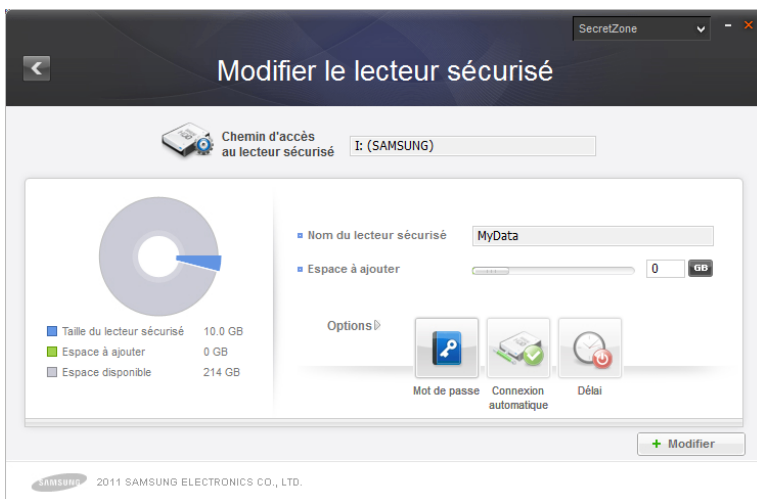 SecretZone
Modifier le lecteur sécurisé
Chemin d'accès
au lecteur sécurisé
I: (SAMSUNG)
Nom du lecteur sécurisé
MyData
Espace à ajouter
0
GB
Taille du lecteur sécurisé 10.0 GB
Espace à ajouter 0 GB
Espace disponible 214 GB
Options
Mot de passe
Connexion
automatique
Délai
+ Modifier
SAMSUNG 2011 SAMSUNG ELECTRONICS CO., LTD.